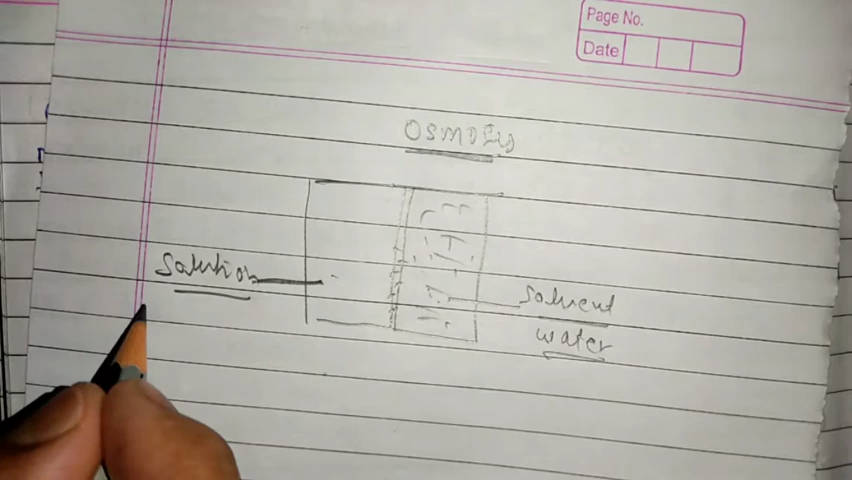 Page No.
Date
OSMOSIS
Solution
Solvent
water